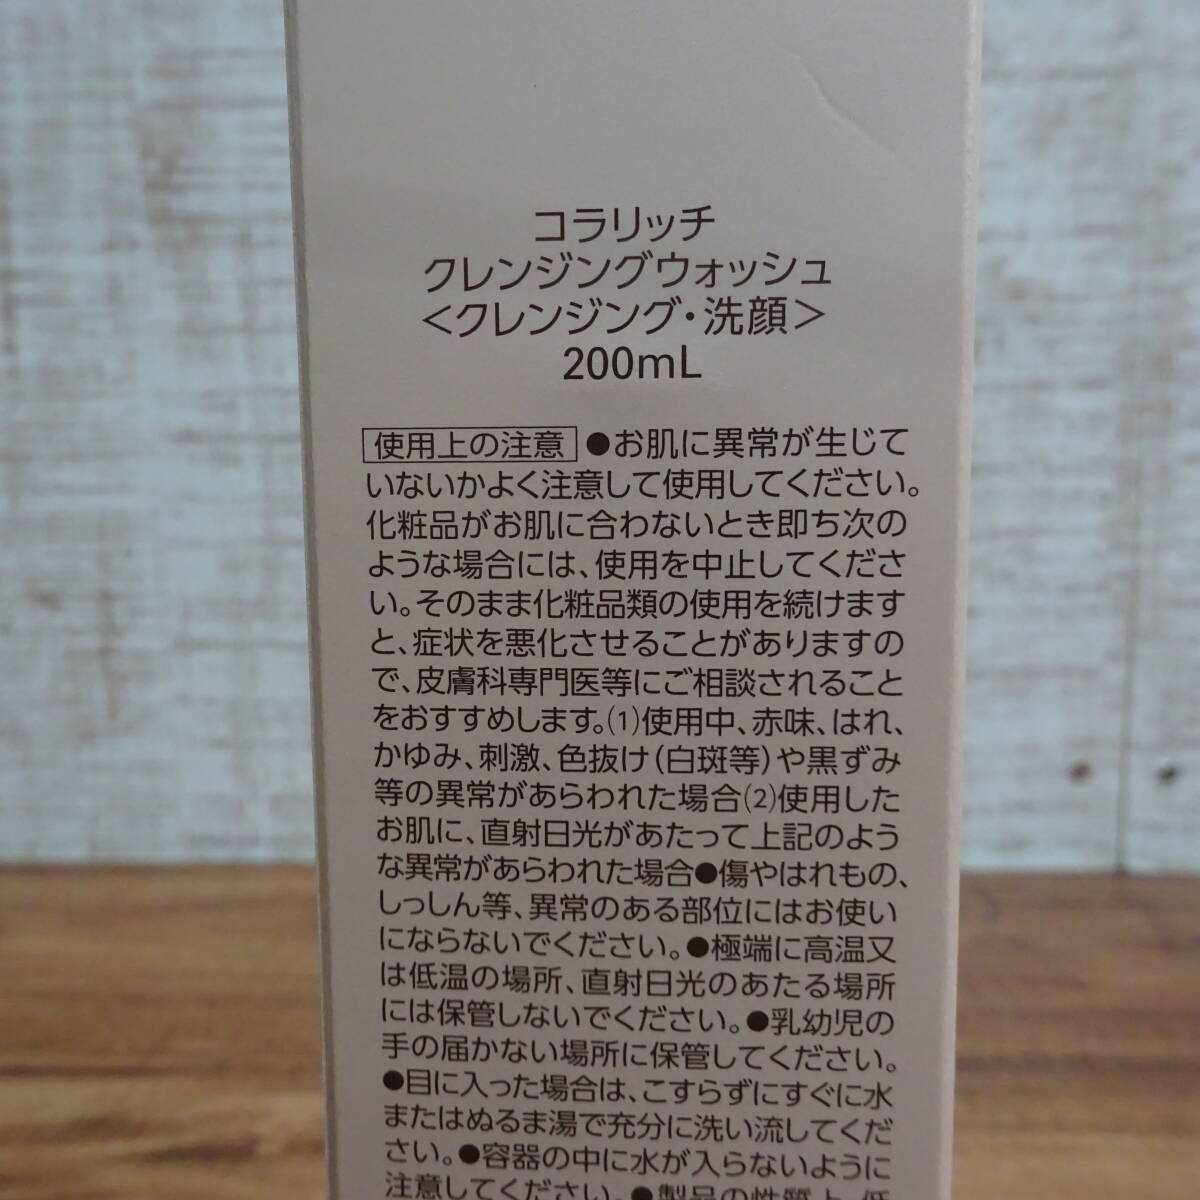 コラリッチ
クレンジングウォッシュ
<クレンジング・洗顔>
200mL
使用上の注意 ●お肌に異常が生じて
いないかよく注意して使用してください。
化粧品がお肌に合わないとき即ち次の
ような場合には、使用を中止してくださ
い。そのまま化粧品類の使用を続けます
と、症状を悪化させることがありますの
で、皮膚科専門医等にご相談されること
をおすすめします。(1)使用中、赤味、はれ、
かゆみ、刺激、色抜け(白斑等)や黒ずみ
等の異常があらわれた場合(2)使用した
お肌に、直射日光があたって上記のよう
な異常があらわれた場合●傷やはれもの、
しっしん等、異常のある部位にはお使い
にならないでください。●極端に高温又
は低温の場所、直射日光のあたる場所
には保管しないでください。●乳幼児の
手の届かない場所に保管してください。
●目に入った場合は、こすらずにすぐに水
またはぬるま湯で充分に洗い流してくだ
さい。●容器の中に水が入らないように
注意してください。●製品の性質上、低